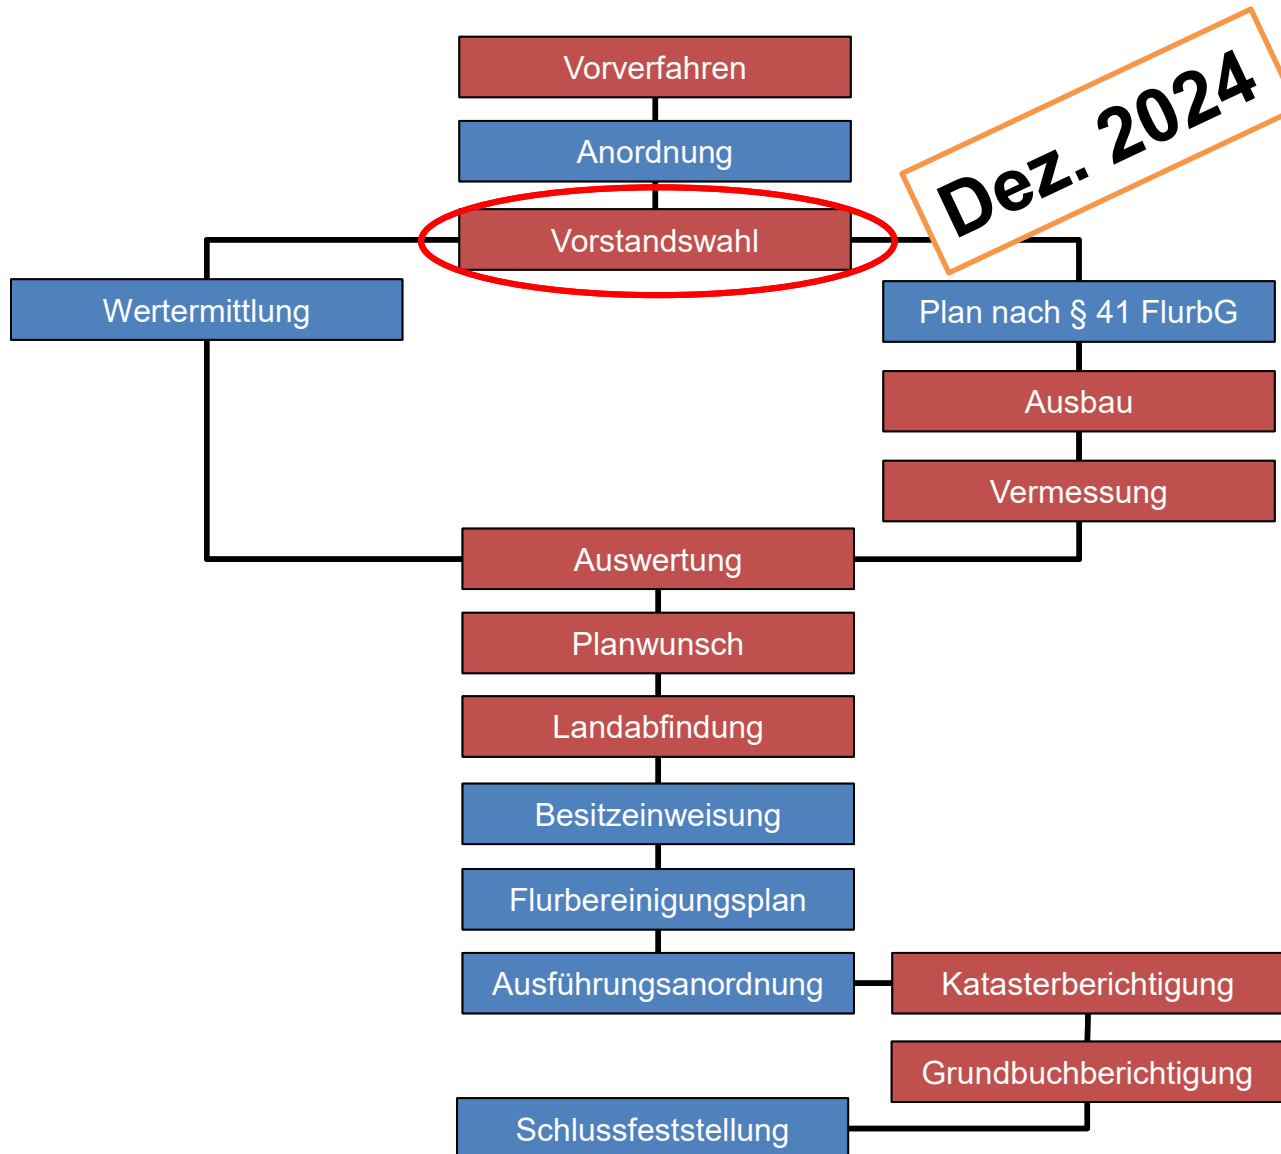 Vorverfahren
Dez. 2024
Anordnung
Vorstandswahl
Wertermittlung
Plan nach § 41 FlurbG
Ausbau
Vermessung
Auswertung
Planwunsch
Landabfindung
Besitzeinweisung
Flurbereinigungsplan
Ausführungsanordnung
Katasterberichtigung
Grundbuchberichtigung
Schlussfeststellung